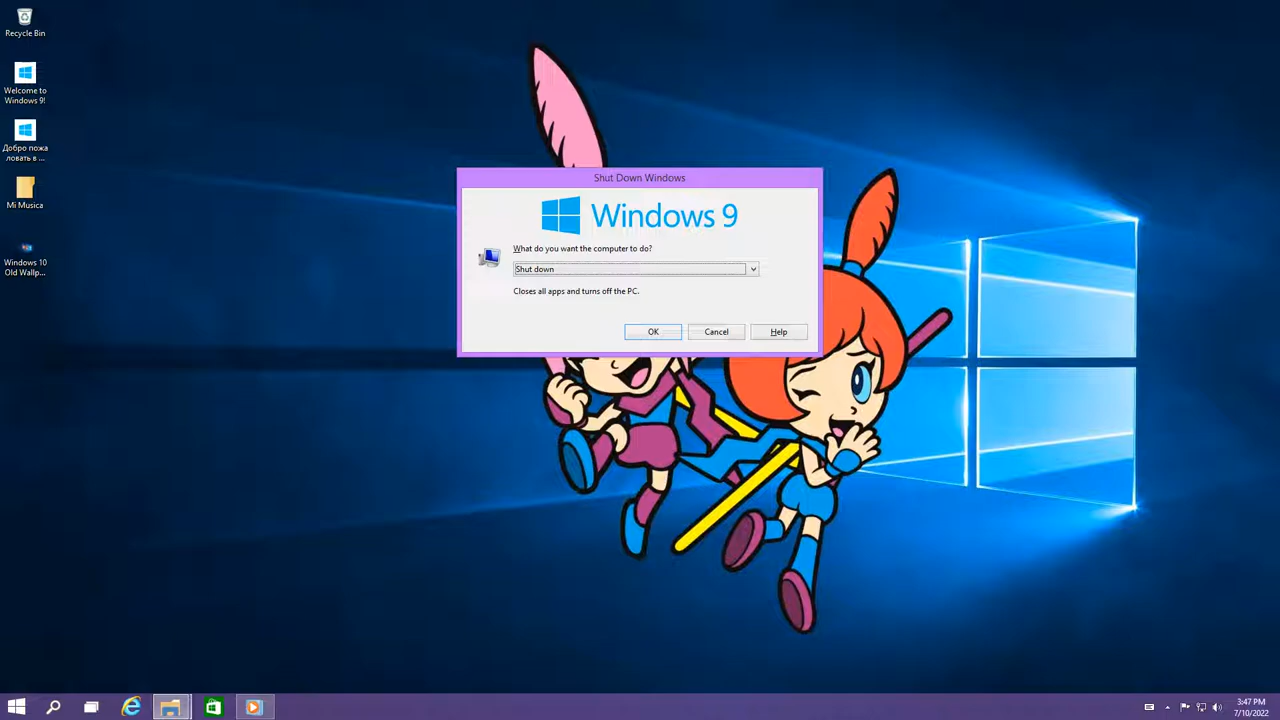 Recycle Bin
Welcome to
Windows 9!
Добро пожа
ловать в ...
Mi Musica
Windows 10
Old Wallp...
Shut Down Windows
Windows 9
What do you want the computer to do?
Shut down
Closes all apps and turns off the PC.
OK
Cancel
Help
3:47 PM
7/10/2022